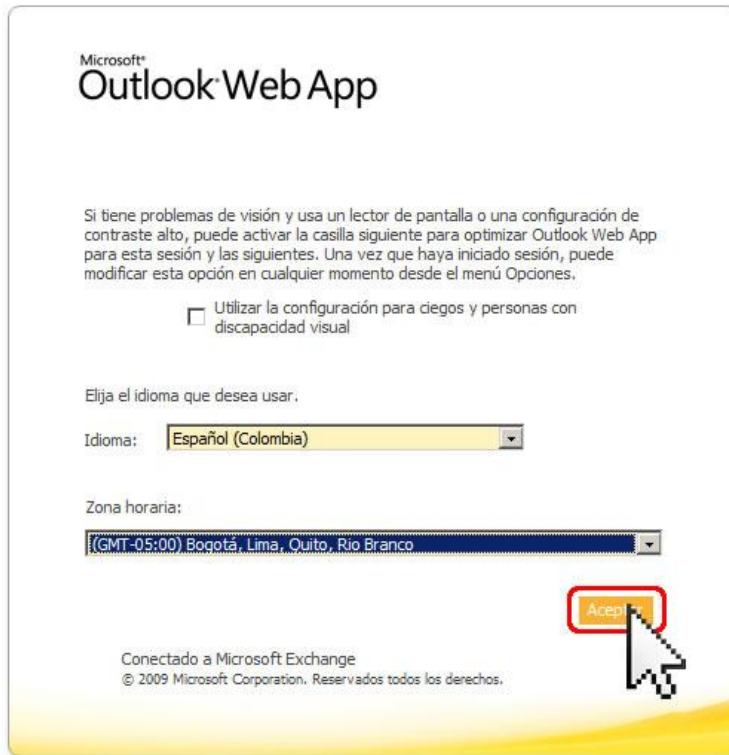 Microsoft®
Outlook® Web App
Si tiene problemas de visión y usa un lector de pantalla o una configuración de
contraste alto, puede activar la casilla siguiente para optimizar Outlook Web App
para esta sesión y las siguientes. Una vez que haya iniciado sesión, puede
modificar esta opción en cualquier momento desde el menú Opciones.
Utilizar la configuración para ciegos y personas con
discapacidad visual
Elija el idioma que desea usar.
Idioma: Español (Colombia)
Zona horaria:
(GMT-05:00) Bogotá, Lima, Quito, Rio Branco
Aceptar
Conectado a Microsoft Exchange
© 2009 Microsoft Corporation. Reservados todos los derechos.